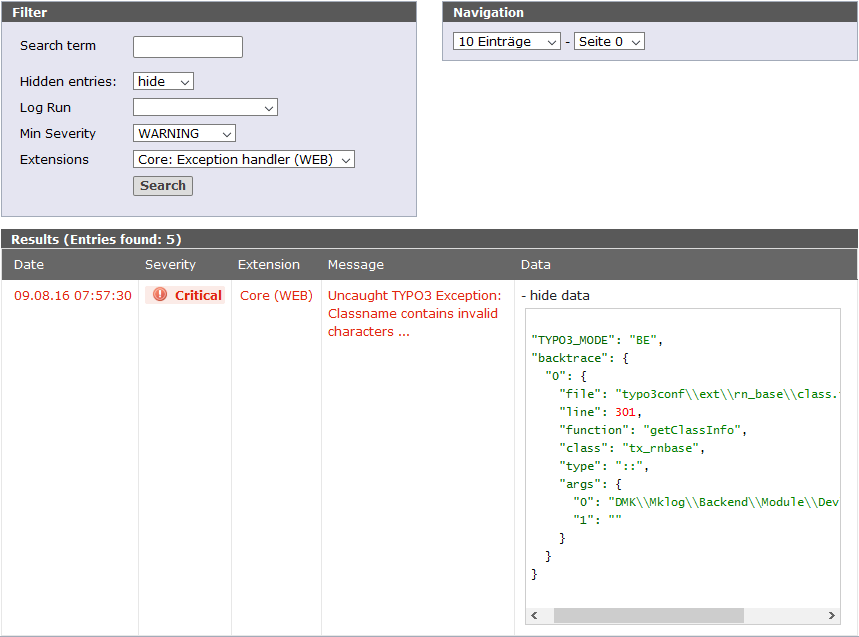 Filter
Search term
Hidden entries: hide
Log Run
Min Severity WARNING
Extensions Core: Exception handler (WEB)
Search
Navigation
10 Einträge - Seite 0
Results (Entries found: 5)
Date Severity Extension Message Data
09.08.16 07:57:30 Critical Core (WEB) Uncaught TYPO3 Exception: - hide data
Classname contains invalid
characters ...
"TYPO3_MODE": "BE",
"backtrace": {
"0": {
"file": "typo3conf\\ext\\rn_base\\class.
"line": 301,
"function": "getClassInfo",
"class": "tx_rnbase",
"type": "::",
"args": {
"0": "DMK\\Mklog\\Backend\\Module\\Dev
"1": ""
}
}
}